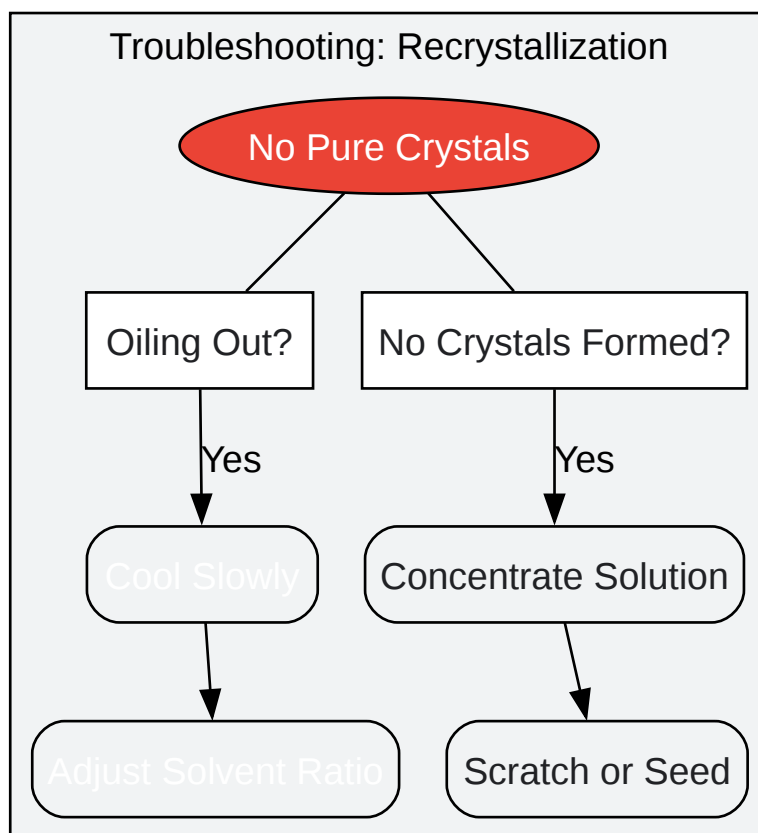 Troubleshooting: Recrystallization
No Pure Crystals
Oiling Out?
No Crystals Formed?
Yes
Yes
Cool Slowly
Concentrate Solution
Adjust Solvent Ratio
Scratch or Seed